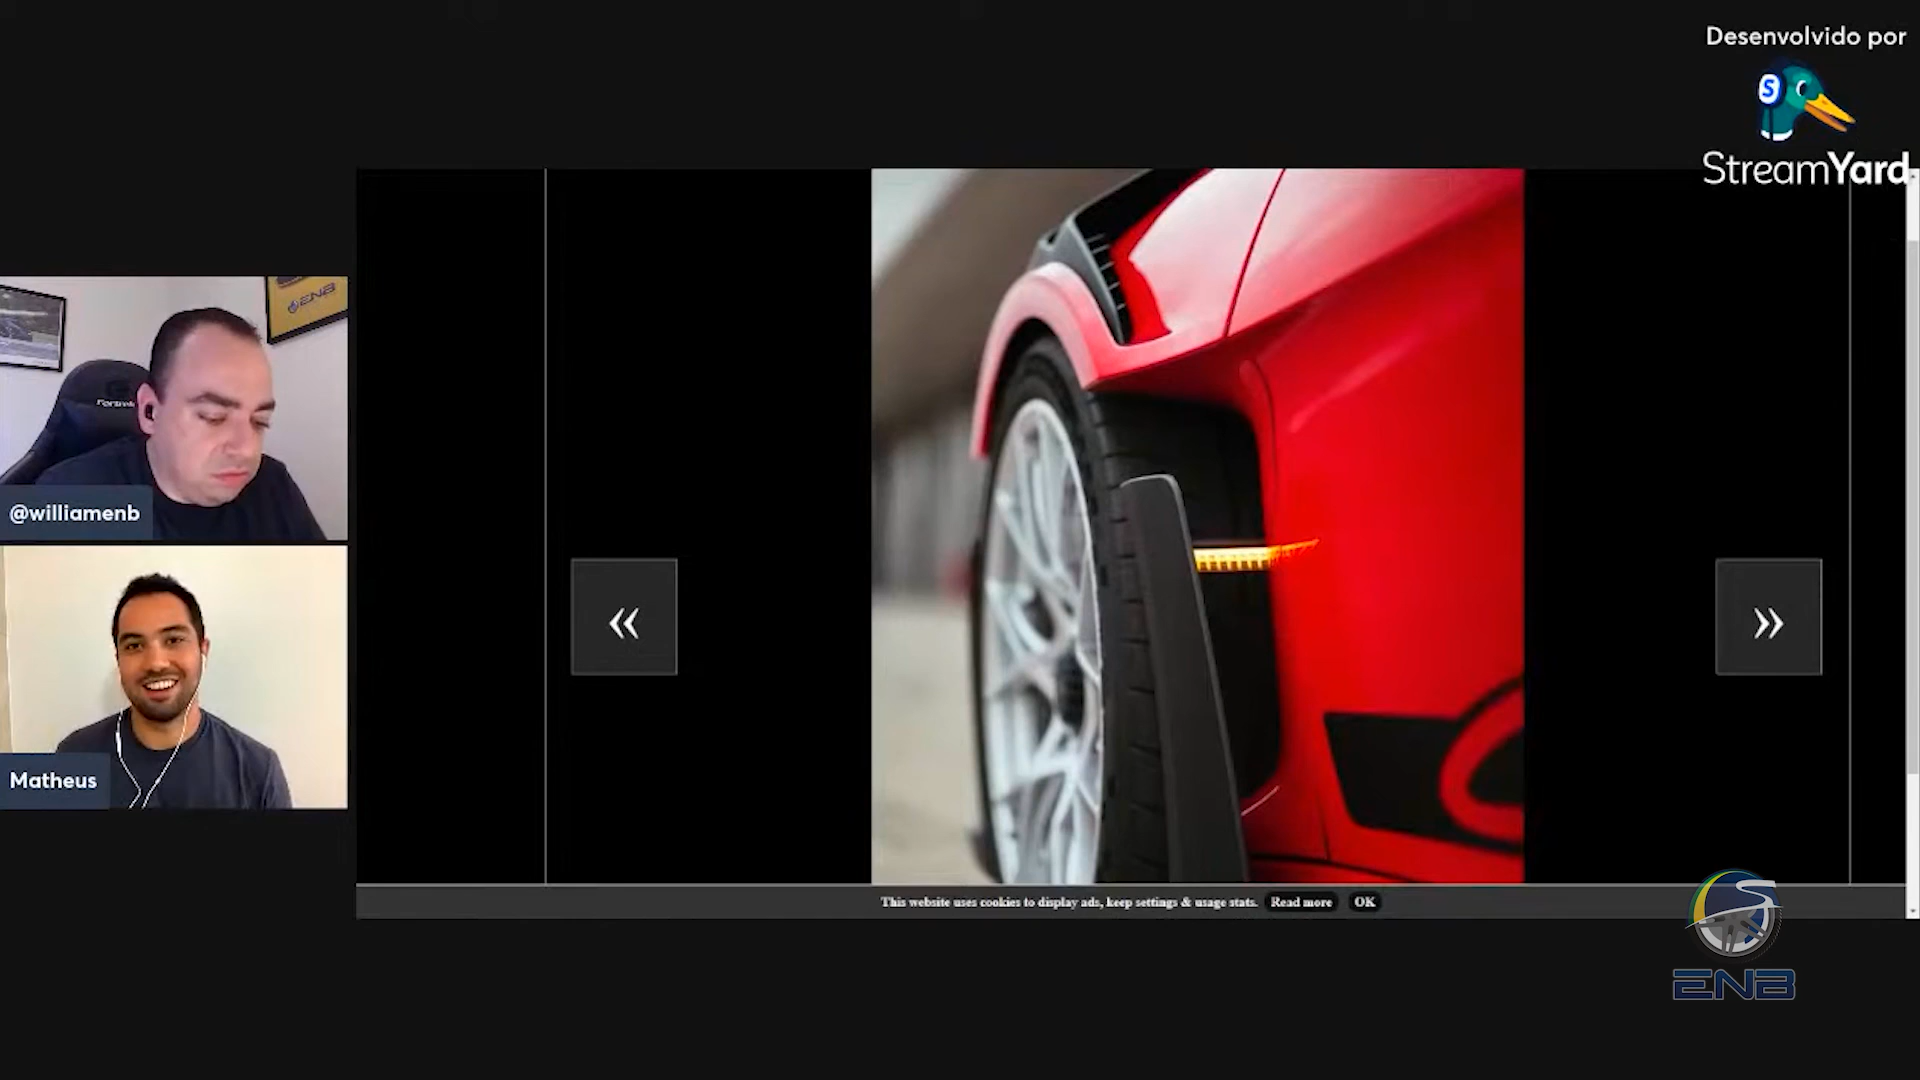 Desenvolvido por
S
StreamYard
ENB
@williamenb
Matheus
«
»
This website uses cookies to display ads, keep settings & usage stats. Read more OK
ENB